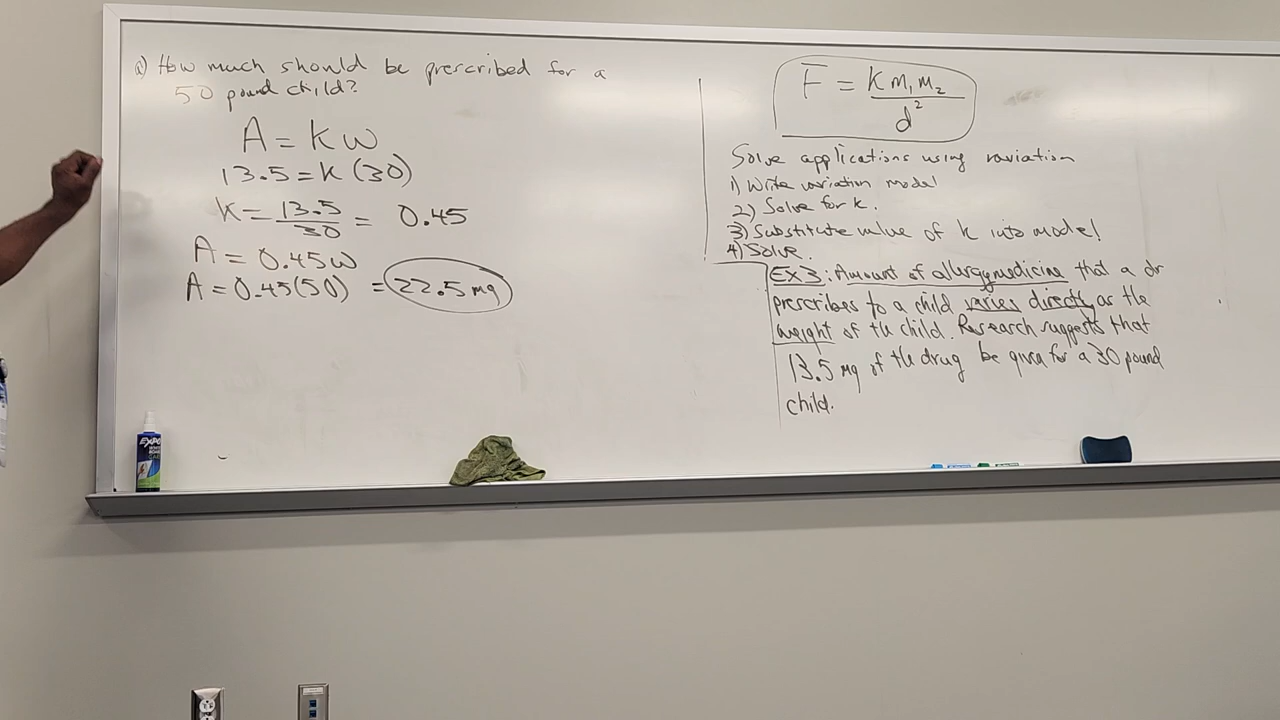 a) How much should be prescribed for a
50 pound child?
A = K w
13.5 = k (30)
K = 13.5/30 = 0.45
A = 0.45w
A = 0.45(50) = 22.5 mg
F = K m₁ m₂ / d²
Solve applications using variation
1) Write variation model
2) Solve for k.
3) Substitute value of k into model
4) Solve.
EX3: Amount of allergy medicine that a dr
prescribes to a child varies directly as the
weight of the child. Research suggests that
13.5 mg of the drug be given for a 30 pound
child.
EXPO